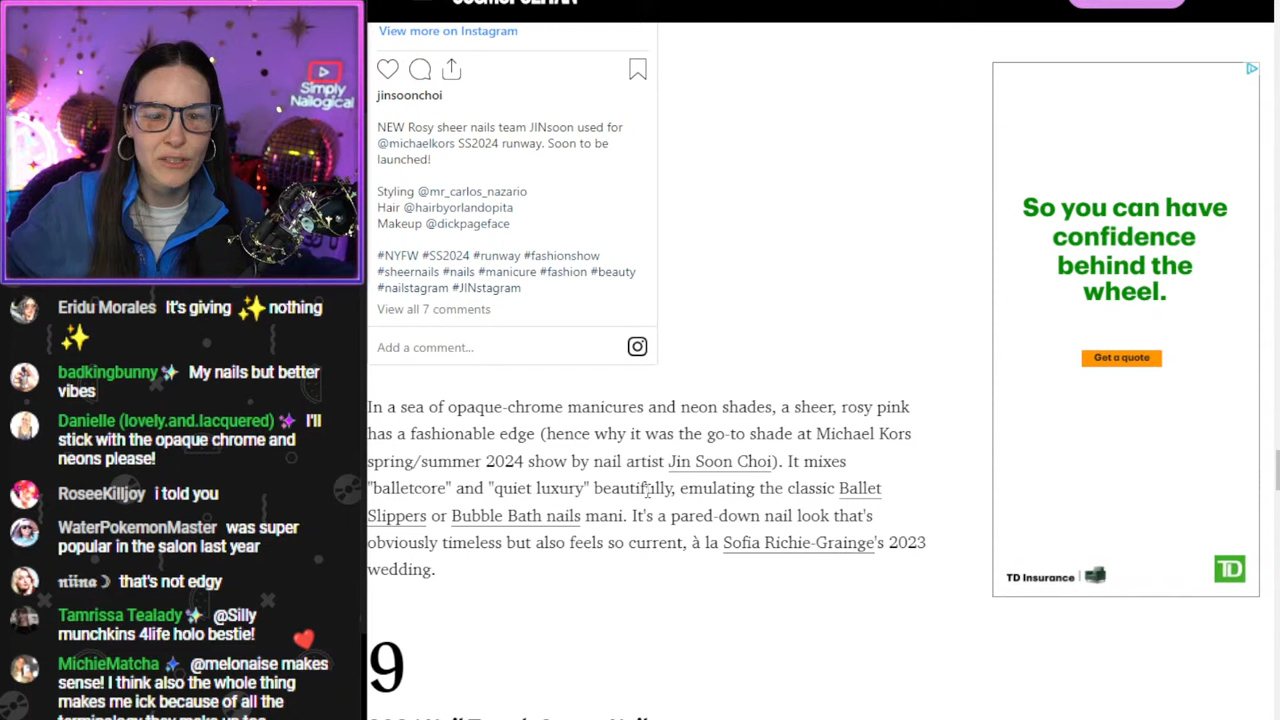 Simply
Nailogical
Eridu Morales It's giving ✨ nothing
✨
badkingbunny My nails but better
vibes
Danielle (lovely.and.lacquered) I'll
stick with the opaque chrome and
neons please!
RoseeKilljoy i told you
WaterPokemonMaster was super
popular in the salon last year
niina☽ that's not edgy
Tamrissa Tealady @Silly
munchkins 4life holo bestie!
MichieMatcha @melonaise makes
sense! I think also the whole thing
makes me ick because of all the
COSMOPOLITAN
View more on Instagram
jinsoonchoi
NEW Rosy sheer nails team JINsoon used for
@michaelkors SS2024 runway. Soon to be
launched!
Styling @mr_carlos_nazario
Hair @hairbyorlandopita
Makeup @dickpageface
#NYFW #SS2024 #runway #fashionshow
#sheernails #nails #manicure #fashion #beauty
#nailstagram #JINstagram
View all 7 comments
Add a comment...
In a sea of opaque-chrome manicures and neon shades, a sheer, rosy pink
has a fashionable edge (hence why it was the go-to shade at Michael Kors
spring/summer 2024 show by nail artist Jin Soon Choi). It mixes
"balletcore" and "quiet luxury" beautifully, emulating the classic Ballet
Slippers or Bubble Bath nails mani. It's a pared-down nail look that's
obviously timeless but also feels so current, à la Sofia Richie-Grainge's 2023
wedding.
9
So you can have
confidence
behind the
wheel.
Get a quote
TD Insurance
TD